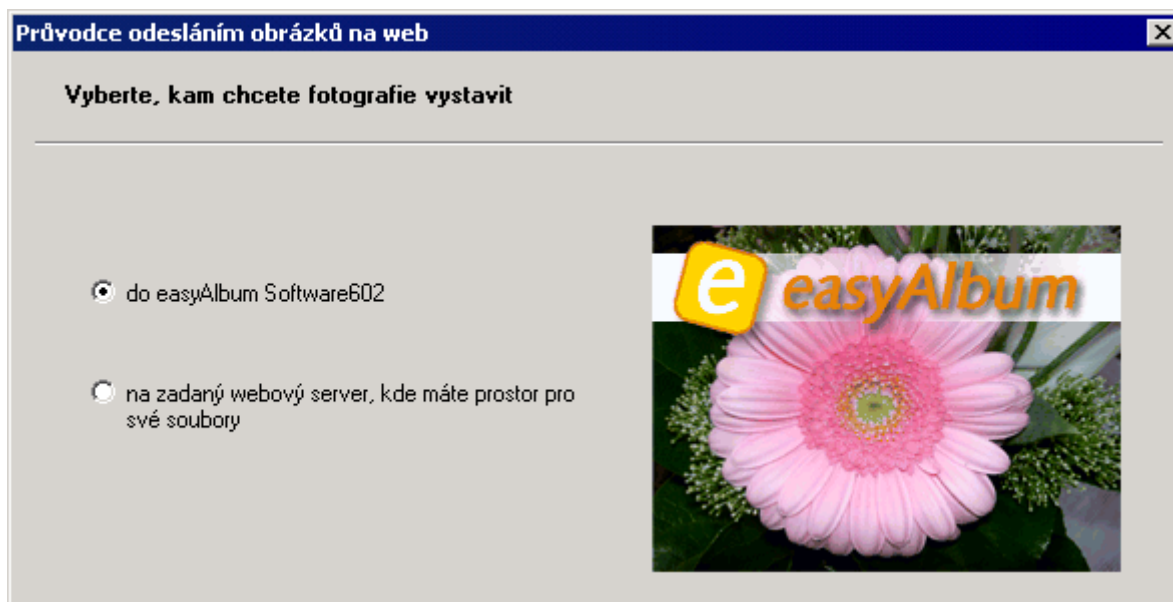 Průvodce odesláním obrázků na web
Vyberte, kam chcete fotografie vystavit
do easyAlbum Software602
na zadaný webový server, kde máte prostor pro
své soubory
e easyAlbum